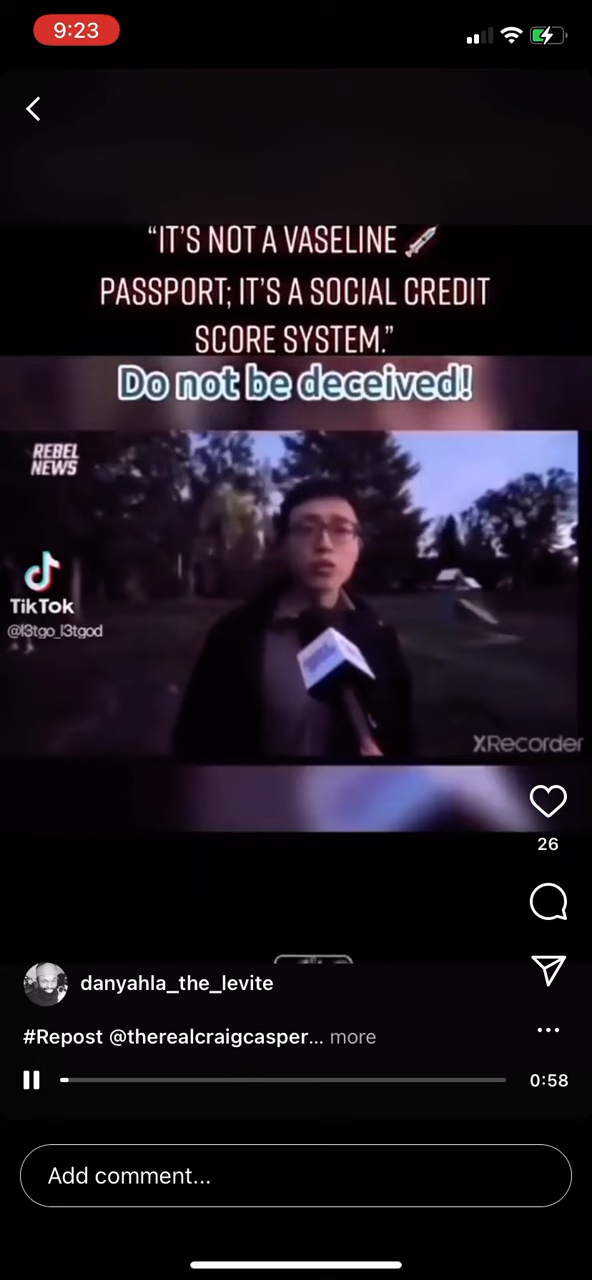 9:23
“IT’S NOT A VASELINE
PASSPORT; IT’S A SOCIAL CREDIT
SCORE SYSTEM.”
Do not be deceived!
REBEL
NEWS
TikTok
@l3tgo_l3tgod
XRecorder
26
danyahla_the_levite
#Repost @therealcraigcasper... more
0:58
Add comment...